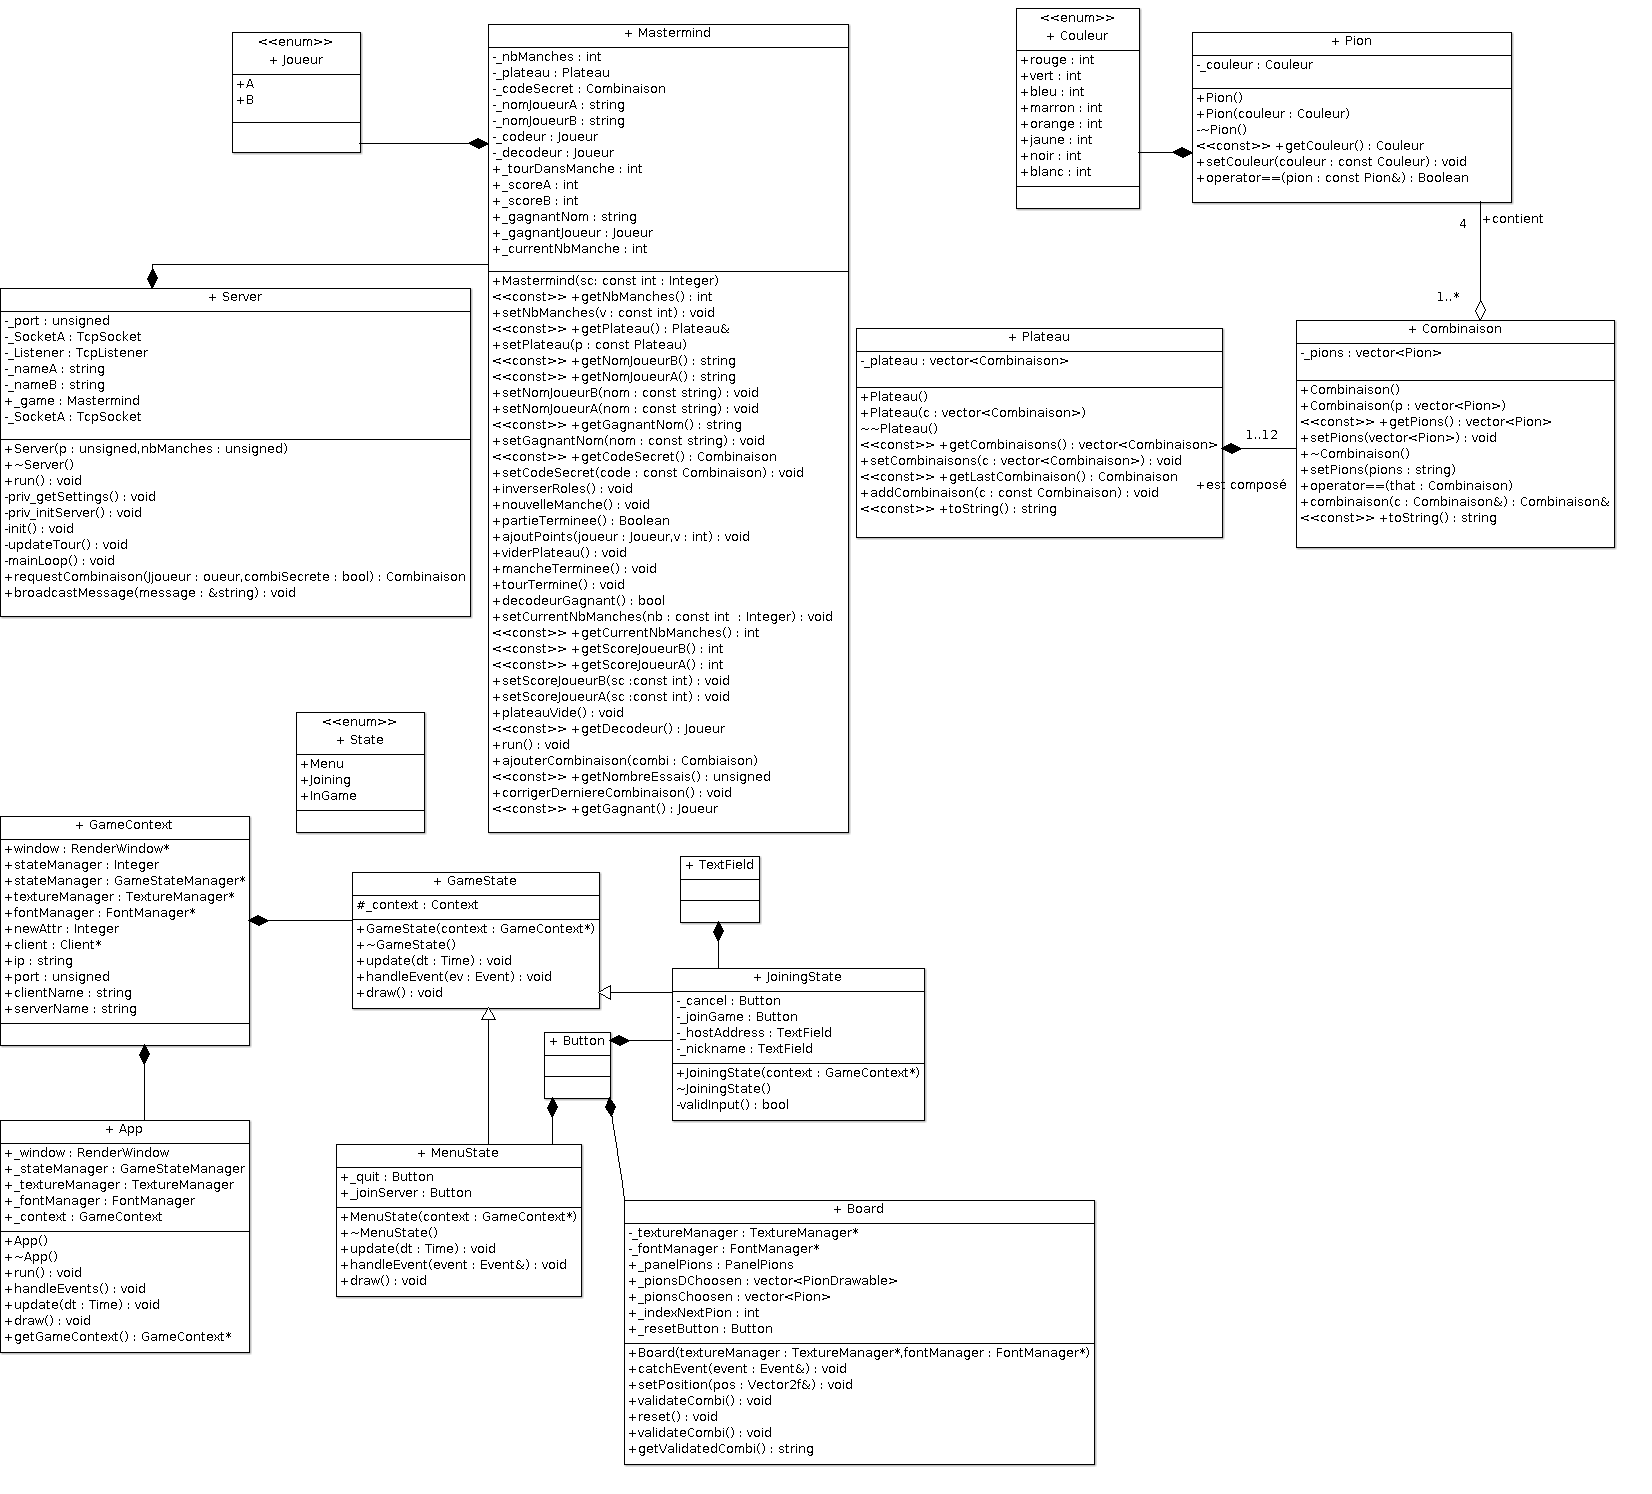 <<enum>>
+ Joueur
+A
+B
+ Mastermind
-_nbManches : int
-_plateau : Plateau
-_codeSecret : Combinaison
-_nomJoueurA : string
-_nomJoueurB : string
-_codeur : Joueur
-_decodeur : Joueur
+_tourDansManche : int
+_scoreA : int
+_scoreB : int
+_gagnantNom : string
+_gagnantJoueur : Joueur
+_currentNbManche : int
+Mastermind(sc: const int : Integer)
<<const>> +getNbManches() : int
+setNbManches(v : const int) : void
<<const>> +getPlateau() : Plateau&
+setPlateau(p : const Plateau)
<<const>> +getNomJoueurB() : string
<<const>> +getNomJoueurA() : string
+setNomJoueurB(nom : const string) : void
+setNomJoueurA(nom : const string) : void
<<const>> +getGagnantNom() : string
+setGagnantNom(nom : const string) : void
<<const>> +getCodeSecret() : Combinaison
+setCodeSecret(code : const Combinaison) : void
+inverserRoles() : void
+nouvelleManche() : void
+partieTerminee() : Boolean
+ajoutPoints(joueur : Joueur,v : int) : void
+viderPlateau() : void
+mancheTerminee() : void
+tourTermine() : void
+decodeurGagnant() : bool
+setCurrentNbManches(nb : const int  : Integer) : void
<<const>> +getCurrentNbManches() : int
<<const>> +getScoreJoueurB() : int
<<const>> +getScoreJoueurA() : int
+setScoreJoueurB(sc :const int) : void
+setScoreJoueurA(sc :const int) : void
+plateauVide() : void
<<const>> +getDecodeur() : Joueur
+run() : void
+ajouterCombinaison(combi : Combiaison)
<<const>> +getNombreEssais() : unsigned
+corrigerDerniereCombinaison() : void
<<const>> +getGagnant() : Joueur
<<enum>>
+ Couleur
+rouge : int
+vert : int
+bleu : int
+marron : int
+orange : int
+jaune : int
+noir : int
+blanc : int
+ Pion
-_couleur : Couleur
+Pion()
+Pion(couleur : Couleur)
-~Pion()
<<const>> +getCouleur() : Couleur
+setCouleur(couleur : const Couleur) : void
+operator==(pion : const Pion&) : Boolean
4
+contient
1..*
+ Server
-_port : unsigned
-_SocketA : TcpSocket
-_Listener : TcpListener
-_nameA : string
-_nameB : string
+_game : Mastermind
-_SocketA : TcpSocket
+Server(p : unsigned,nbManches : unsigned)
+~Server()
+run() : void
-priv_getSettings() : void
-priv_initServer() : void
-init() : void
-updateTour() : void
-mainLoop() : void
+requestCombinaison(Jjoueur : oueur,combiSecrete : bool) : Combinaison
+broadcastMessage(message : &string) : void
+ Plateau
-_plateau : vector<Combinaison>
+Plateau()
+Plateau(c : vector<Combinaison>)
~~Plateau()
<<const>> +getCombinaisons() : vector<Combinaison>
+setCombinaisons(c : vector<Combinaison>) : void
<<const>> +getLastCombinaison() : Combinaison
+addCombinaison(c : const Combinaison) : void
<<const>> +toString() : string
1..12
+est composé
+ Combinaison
-_pions : vector<Pion>
+Combinaison()
+Combinaison(p : vector<Pion>)
<<const>> +getPions() : vector<Pion>
+setPions(vector<Pion>) : void
+~Combinaison()
+setPions(pions : string)
+operator==(that : Combinaison)
+combinaison(c : Combinaison&) : Combinaison&
<<const>> +toString() : string
<<enum>>
+ State
+Menu
+Joining
+InGame
+ GameContext
+window : RenderWindow*
+stateManager : Integer
+stateManager : GameStateManager*
+textureManager : TextureManager*
+fontManager : FontManager*
+newAttr : Integer
+client : Client*
+ip : string
+port : unsigned
+clientName : string
+serverName : string
+ GameState
#_context : Context
+GameState(context : GameContext*)
+~GameState()
+update(dt : Time) : void
+handleEvent(ev : Event) : void
+draw() : void
+ TextField
+ JoiningState
-_cancel : Button
-_joinGame : Button
-_hostAddress : TextField
-_nickname : TextField
+JoiningState(context : GameContext*)
~JoiningState()
-validInput() : bool
+ Button
+ App
+_window : RenderWindow
+_stateManager : GameStateManager
+_textureManager : TextureManager
+_fontManager : FontManager
+_context : GameContext
+App()
+~App()
+run() : void
+handleEvents() : void
+update(dt : Time) : void
+draw() : void
+getGameContext() : GameContext*
+ MenuState
+_quit : Button
+_joinServer : Button
+MenuState(context : GameContext*)
+~MenuState()
+update(dt : Time) : void
+handleEvent(event : Event&) : void
+draw() : void
+ Board
-_textureManager : TextureManager*
-_fontManager : FontManager*
+_panelPions : PanelPions
+_pionsDChoosen : vector<PionDrawable>
+_pionsChoosen : vector<Pion>
+_indexNextPion : int
+_resetButton : Button
+Board(textureManager : TextureManager*,fontManager : FontManager*)
+catchEvent(event : Event&) : void
+setPosition(pos : Vector2f&) : void
+validateCombi() : void
+reset() : void
+validateCombi() : void
+getValidatedCombi() : string